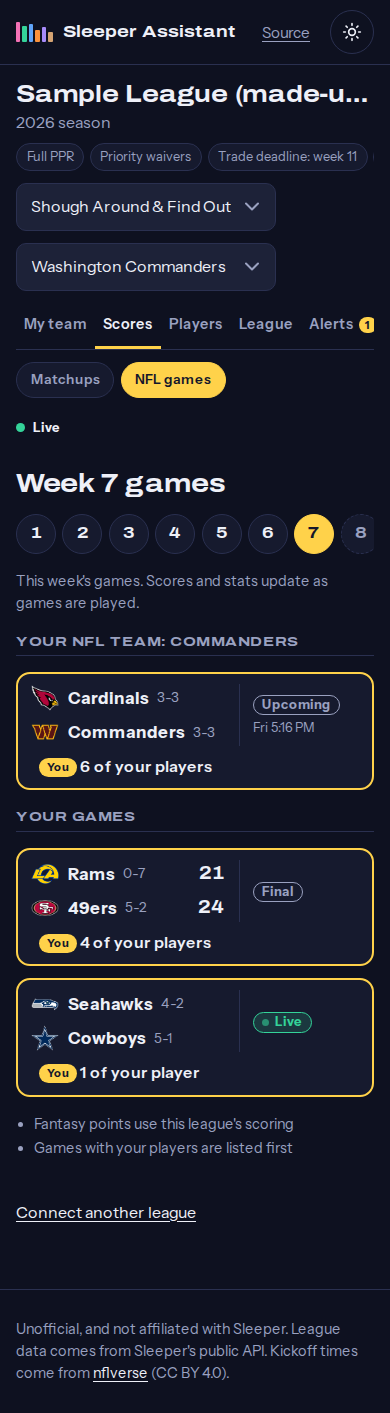 Sleeper Assistant
Source
Sample League (made-u...
2026 season
Full PPR
Priority waivers
Trade deadline: week 11
Shough Around & Find Out
Washington Commanders
My team
Scores
Players
League
Alerts 1
Matchups
NFL games
Live
Week 7 games
1 2 3 4 5 6 7 8
This week's games. Scores and stats update as
games are played.
YOUR NFL TEAM: COMMANDERS
Cardinals 3-3
Commanders 3-3
Upcoming
Fri 5:16 PM
You 6 of your players
YOUR GAMES
Rams 0-7 21
49ers 5-2 24
Final
You 4 of your players
Seahawks 4-2
Cowboys 5-1
Live
You 1 of your player
• Fantasy points use this league's scoring
• Games with your players are listed first
Connect another league
Unofficial, and not affiliated with Sleeper. League
data comes from Sleeper's public API. Kickoff times
come from nflverse (CC BY 4.0).